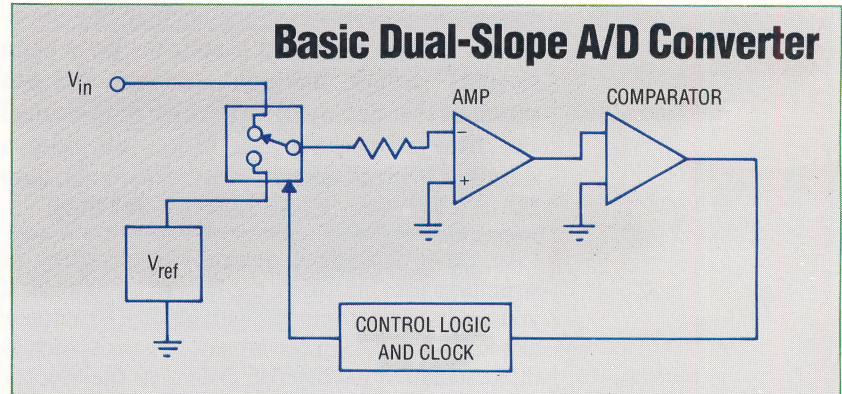 Basic Dual-Slope A/D Converter
Vin
AMP
COMPARATOR
−
+
Vref
CONTROL LOGIC
AND CLOCK